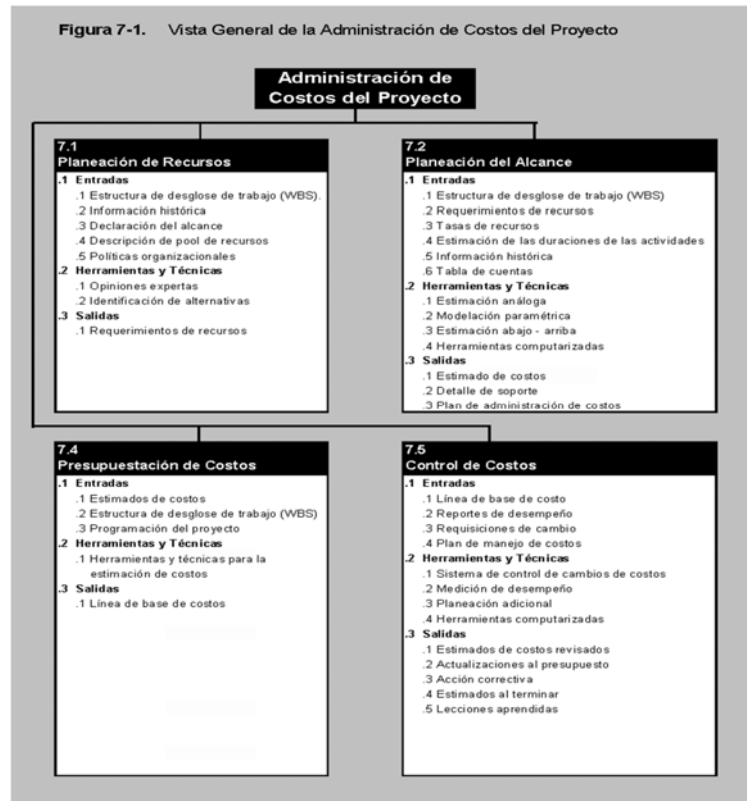 Figura 7-1. Vista General de la Administración de Costos del Proyecto
Administración de
Costos del Proyecto
7.1
Planeación de Recursos
.1 Entradas
.1 Estructura de desglose de trabajo (WBS).
.2 Información histórica
.3 Declaración del alcance
.4 Descripción de pool de recursos
.5 Políticas organizacionales
.2 Herramientas y Técnicas
.1 Opiniones expertas
.2 Identificación de alternativas
.3 Salidas
.1 Requerimientos de recursos
7.2
Planeación del Alcance
.1 Entradas
.1 Estructura de desglose de trabajo (WBS)
.2 Requerimientos de recursos
.3 Tasas de recursos
.4 Estimación de las duraciones de las actividades
.5 Información histórica
.6 Tabla de cuentas
.2 Herramientas y Técnicas
.1 Estimación análoga
.2 Modelación paramétrica
.3 Estimación abajo - arriba
.4 Herramientas computarizadas
.3 Salidas
.1 Estimado de costos
.2 Detalle de soporte
.3 Plan de administración de costos
7.4
Presupuestación de Costos
.1 Entradas
.1 Estimados de costos
.2 Estructura de desglose de trabajo (WBS)
.3 Programación del proyecto
.2 Herramientas y Técnicas
.1 Herramientas y técnicas para la
estimación de costos
.3 Salidas
.1 Línea de base de costos
7.5
Control de Costos
.1 Entradas
.1 Línea de base de costo
.2 Reportes de desempeño
.3 Requisiciones de cambio
.4 Plan de manejo de costos
.2 Herramientas y Técnicas
.1 Sistema de control de cambios de costos
.2 Medición de desempeño
.3 Planeación adicional
.4 Herramientas computarizadas
.3 Salidas
.1 Estimados de costos revisados
.2 Actualizaciones al presupuesto
.3 Acción correctiva
.4 Estimados al terminar
.5 Lecciones aprendidas